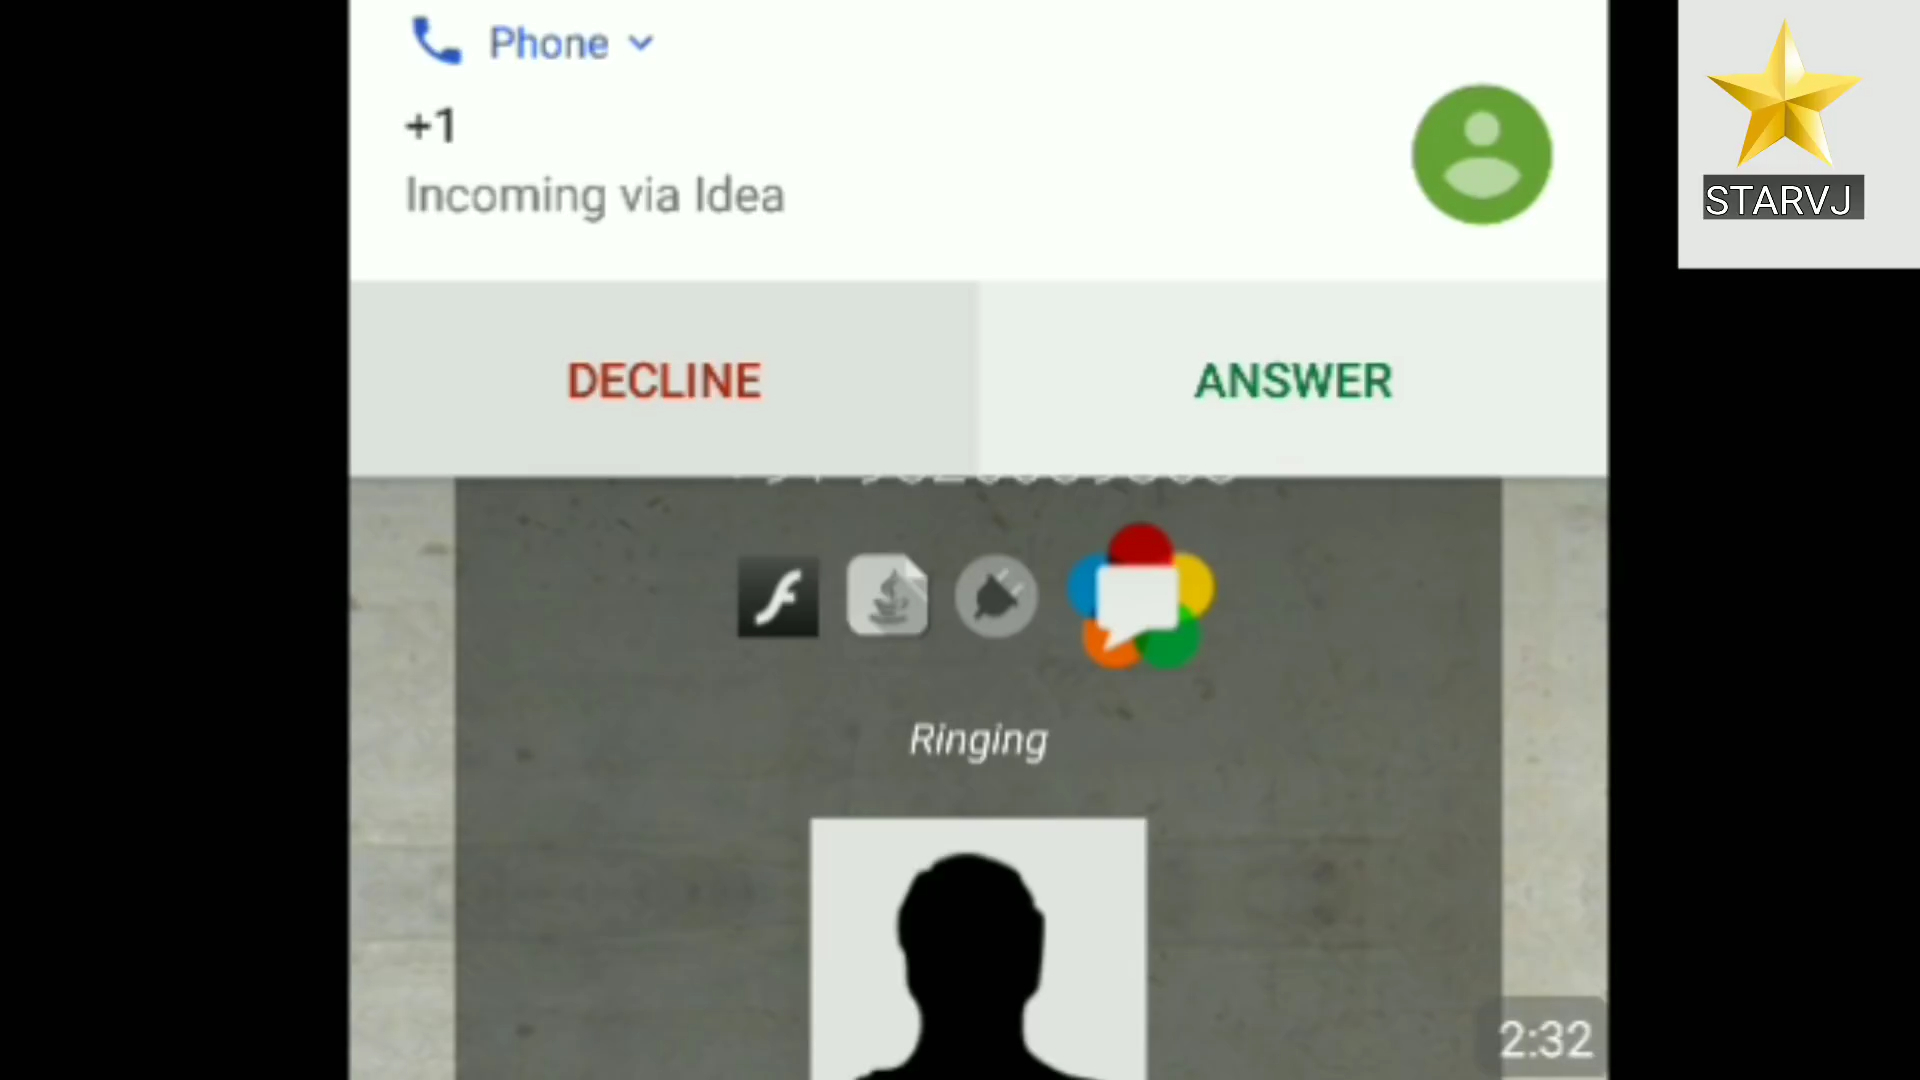 Phone
+1
Incoming via Idea
DECLINE
ANSWER
Ringing
2:32
STARVJ